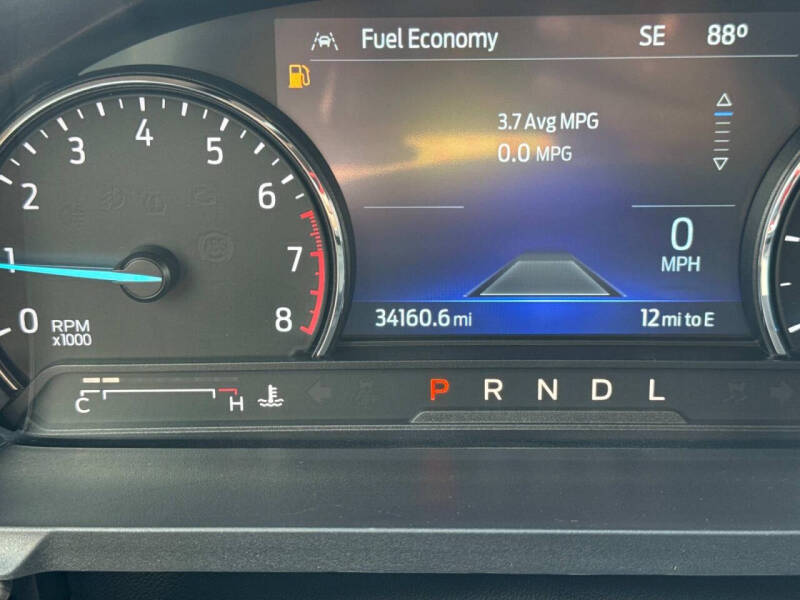 Fuel Economy SE 88°
3.7 Avg MPG
0.0 MPG
0 1 2 3 4 5 6 7 8
RPM
x1000
0
MPH
34160.6 mi 12 mi to E
C H P R N D L